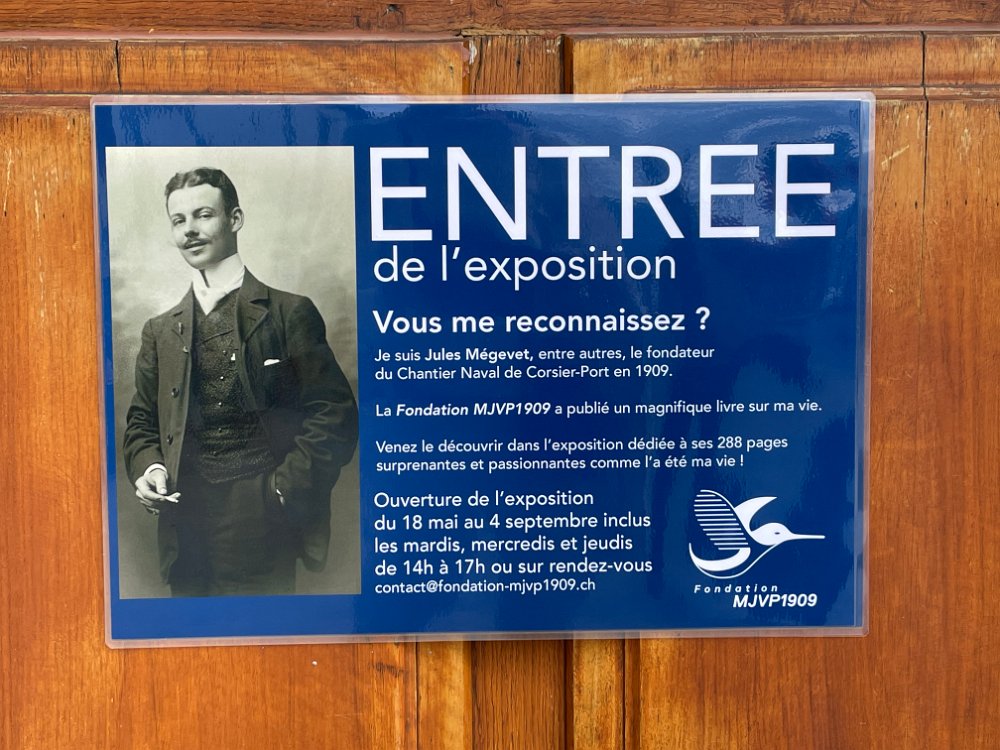 ENTREE
de l'exposition
Vous me reconnaissez ?
Je suis Jules Mégevet, entre autres, le fondateur
du Chantier Naval de Corsier-Port en 1909.
La Fondation MJVP1909 a publié un magnifique livre sur ma vie.
Venez le découvrir dans l'exposition dédiée à ses 288 pages
surprenantes et passionnantes comme l'a été ma vie !
Ouverture de l'exposition
du 18 mai au 4 septembre inclus
les mardis, mercredis et jeudis
de 14h à 17h ou sur rendez-vous
contact@fondation-mjvp1909.ch
Fondation
MJVP1909